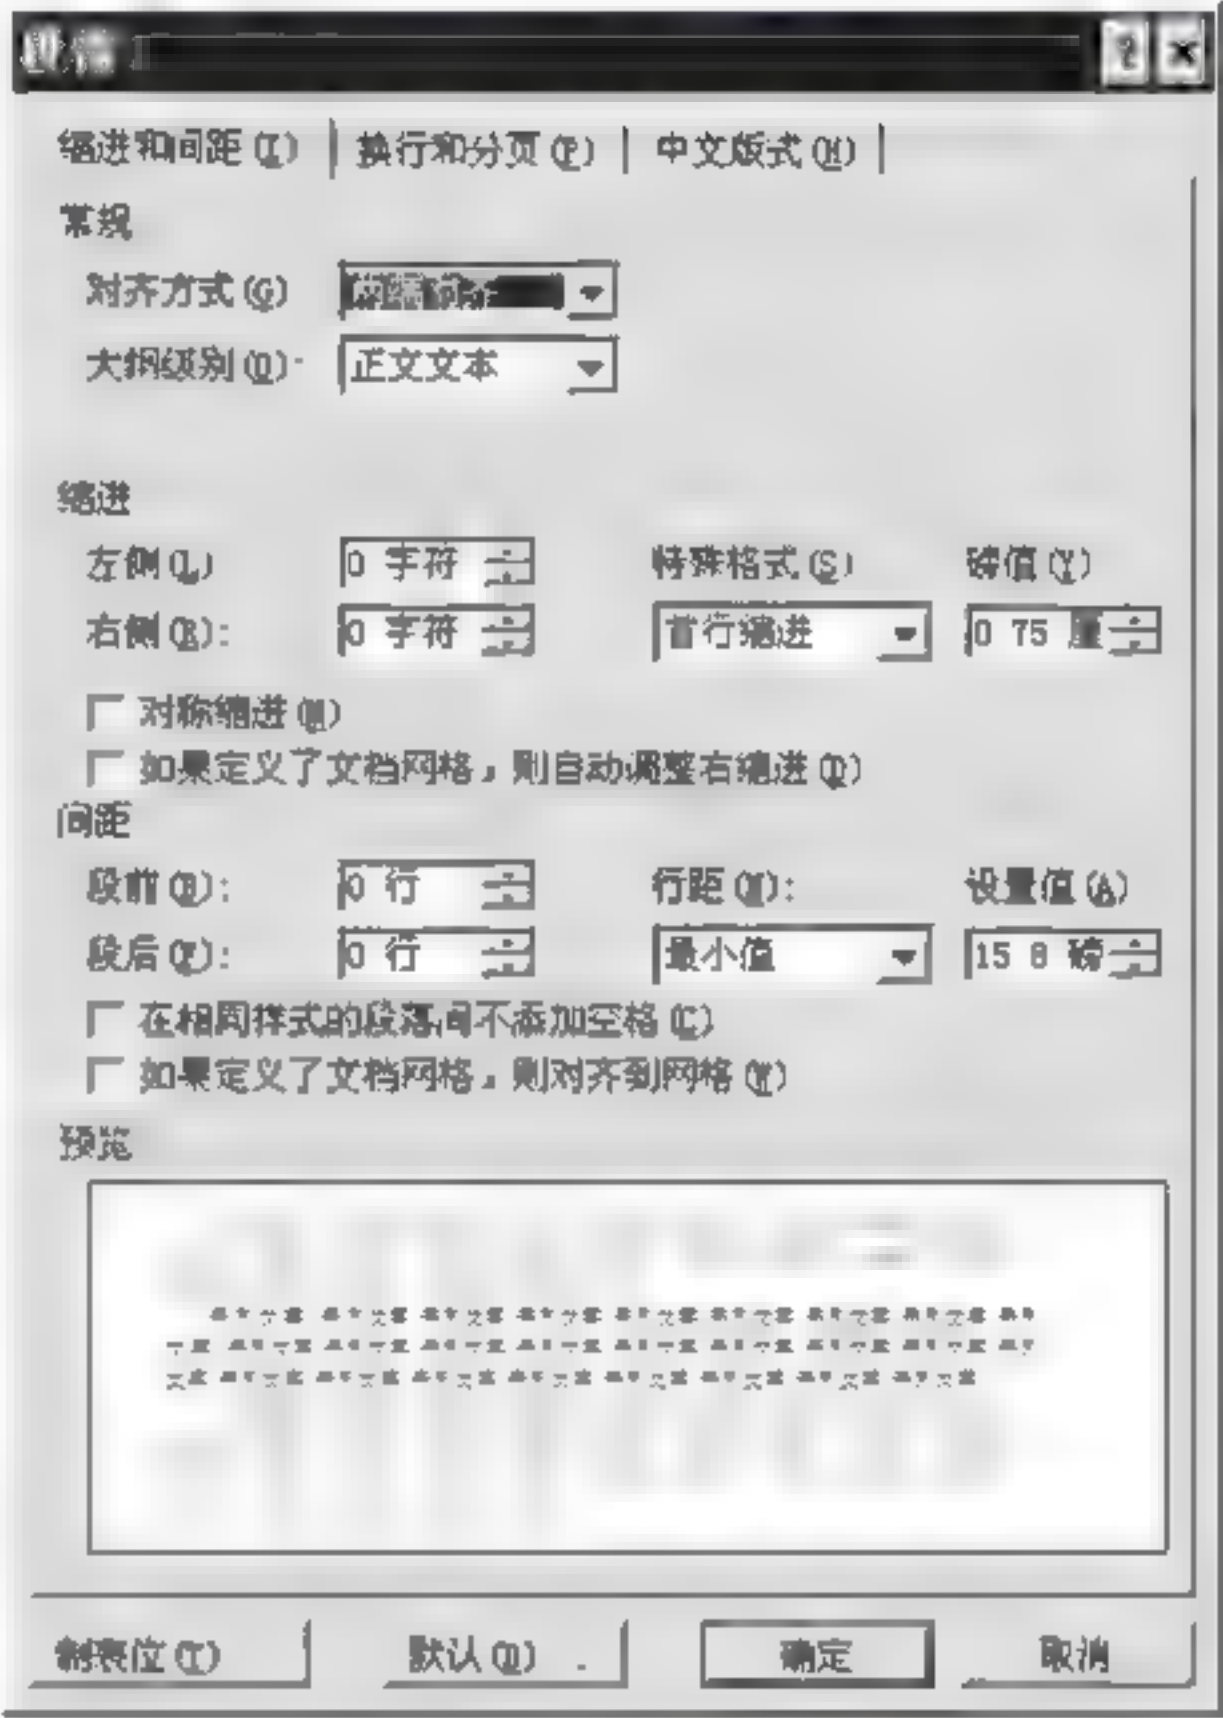 段落
缩进和间距(I) 换行和分页(P) 中文版式(H)
常规
对齐方式(G) 两端对齐
大纲级别(O): 正文文本
缩进
左侧(L) 0 字符 特殊格式(S) 磅值(Y)
右侧(R): 0 字符 首行缩进 0 75 厘
对称缩进(M)
如果定义了文档网格,则自动调整右缩进(D)
间距
段前(B): 0 行 行距(N): 设置值(A)
段后(F): 0 行 最小值 15 8 磅
在相同样式的段落间不添加空格(C)
如果定义了文档网格,则对齐到网格(W)
预览
制表位(T) 默认(D) 确定 取消